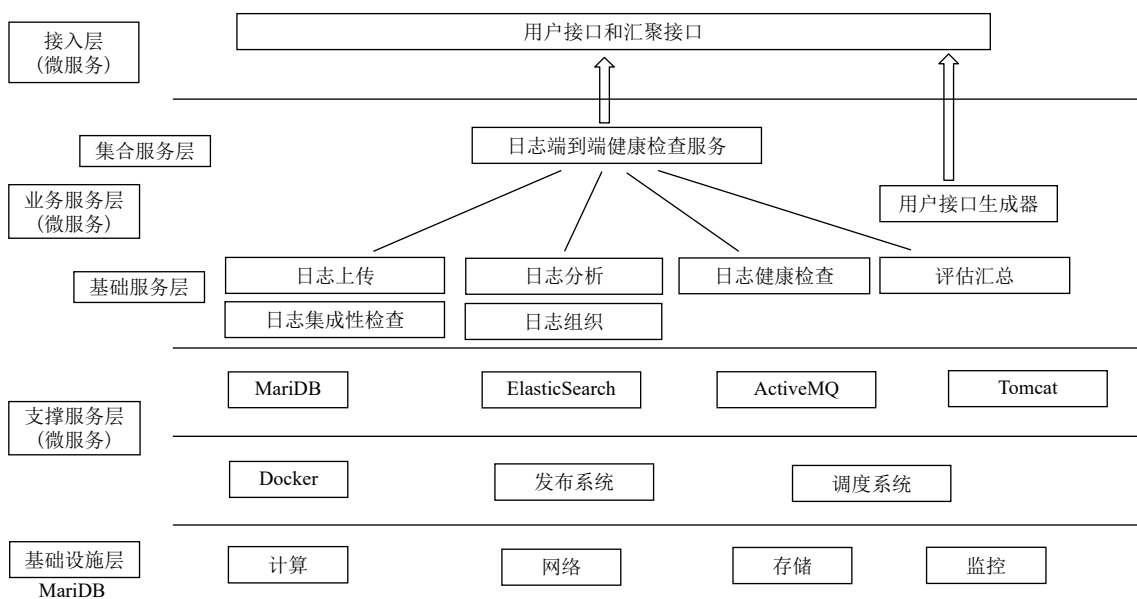 接入层
(微服务)
用户接口和汇聚接口
集合服务层
日志端到端健康检查服务
业务服务层
(微服务)
用户接口生成器
基础服务层
日志上传
日志分析
日志健康检查
评估汇总
日志集成性检查
日志组织
支撑服务层
(微服务)
MariDB
ElasticSearch
ActiveMQ
Tomcat
Docker
发布系统
调度系统
基础设施层
计算
网络
存储
监控
MariDB